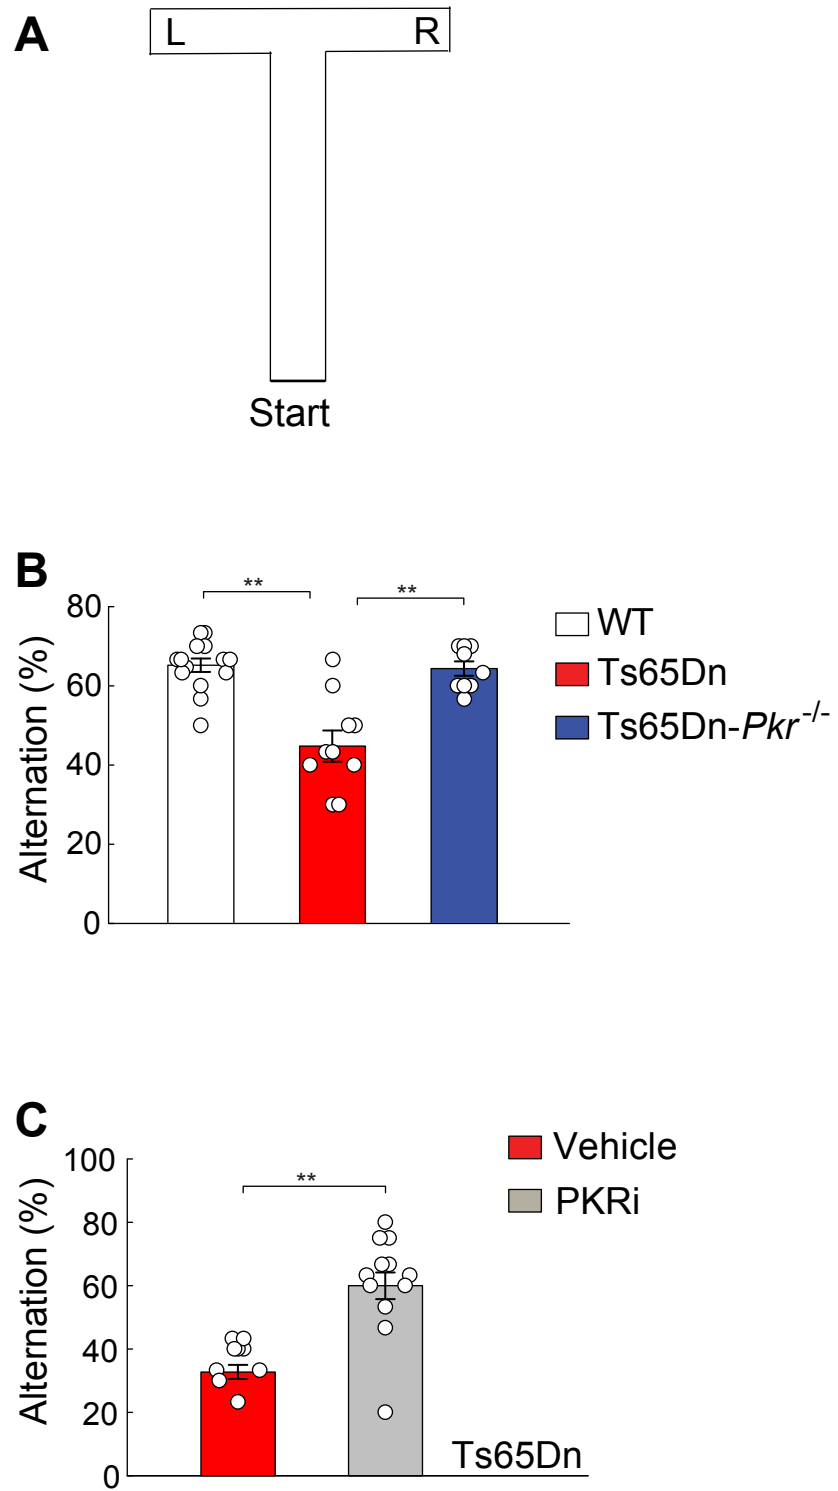 A
L R
Start
B
** **
80
60
40
20
0
Alternation (%)
WT
Ts65Dn
Ts65Dn-Pkr -/-
C
**
100
80
60
40
20
0
Alternation (%)
Vehicle
PKRi
Ts65Dn